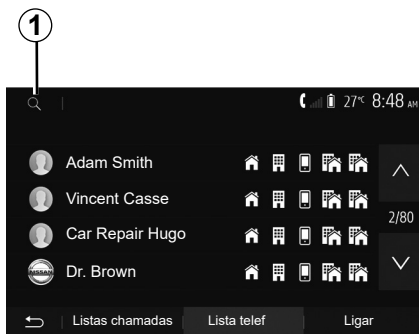 1
27°C 8:48 AM
Adam Smith
Vincent Casse
Car Repair Hugo
2/80
NISSAN Dr. Brown
Listas chamadas Lista telef Ligar